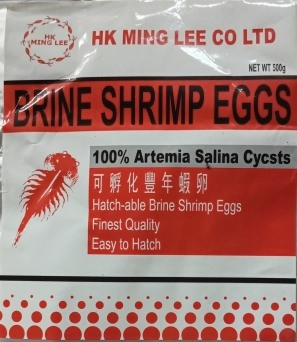 HK
MING LEE
HK MING LEE CO LTD
NET WT 500g
BRINE SHRIMP EGGS
100% Artemia Salina Cycsts
可孵化豐年蝦卵
Hatch-able Brine Shrimp Eggs
Finest Quality
Easy to Hatch